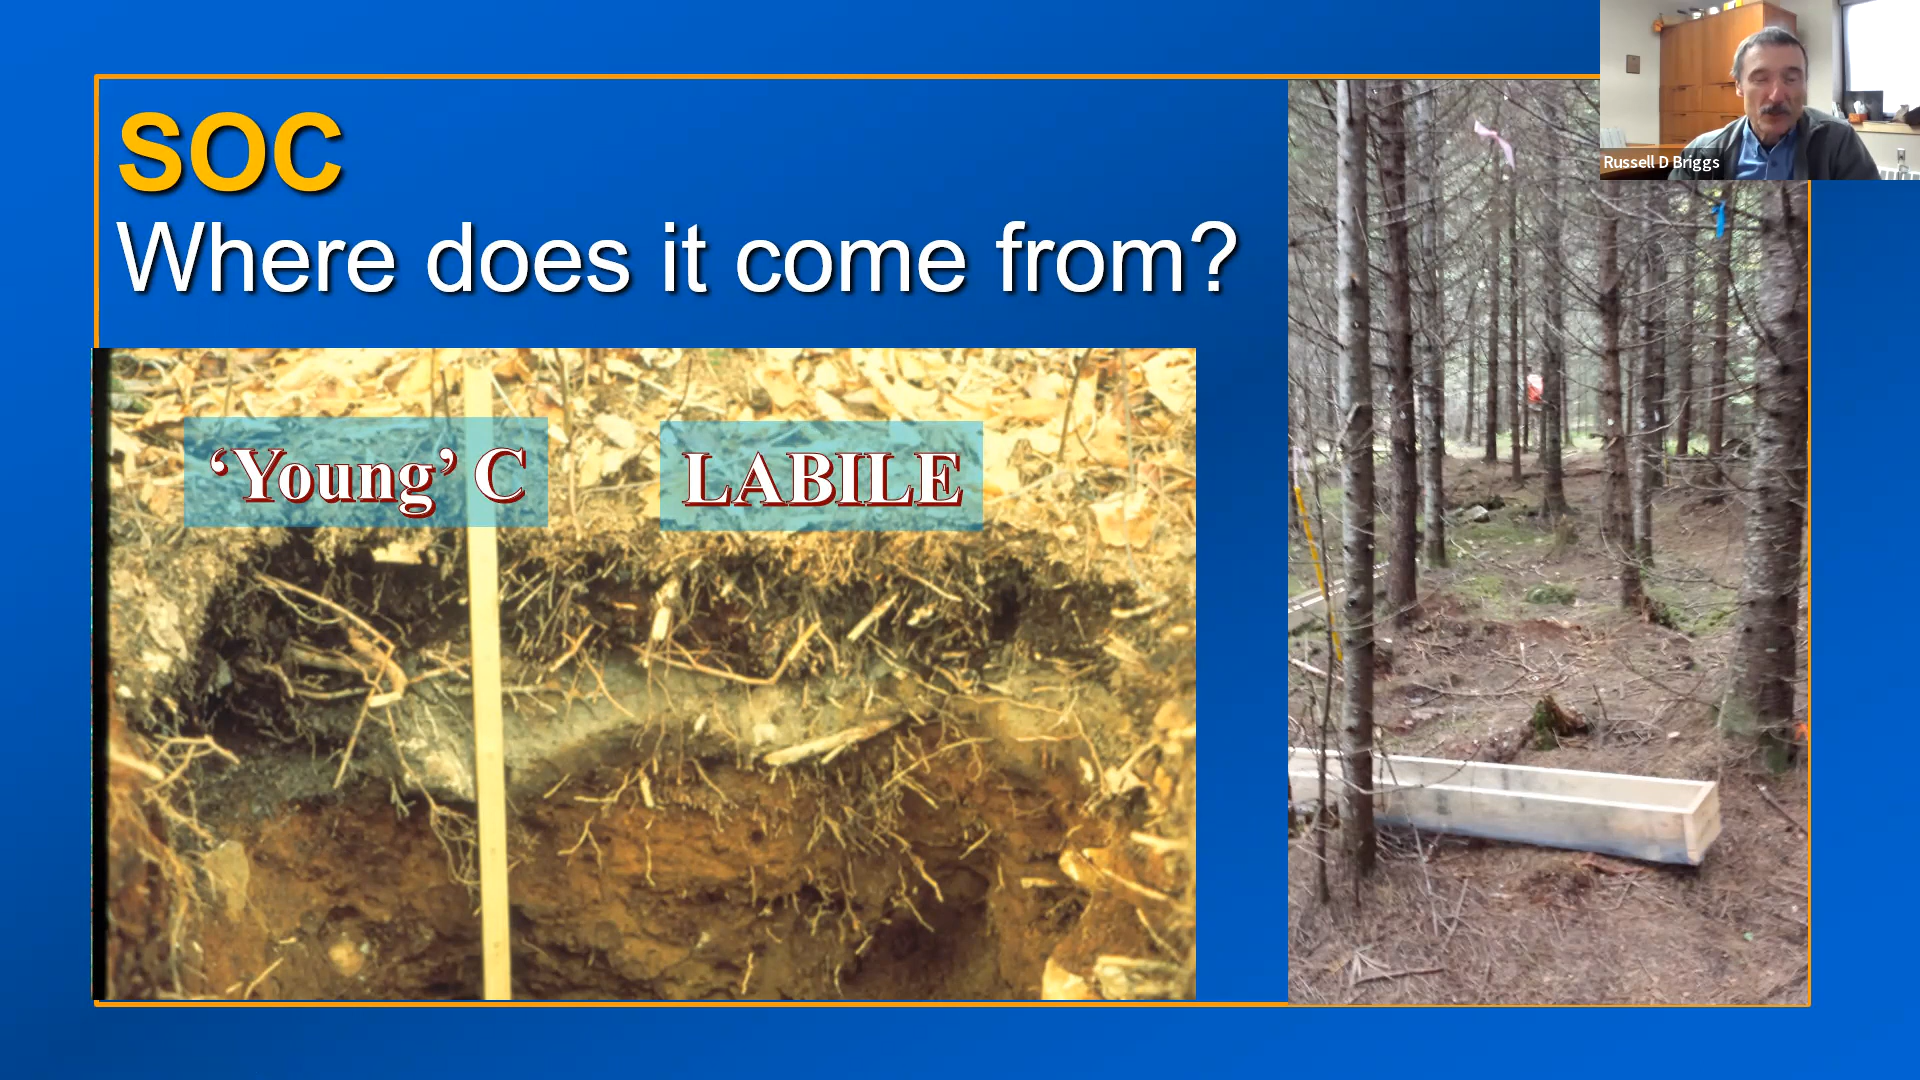 SOC
Where does it come from?
‘Young’ C
LABILE
Russell D Briggs